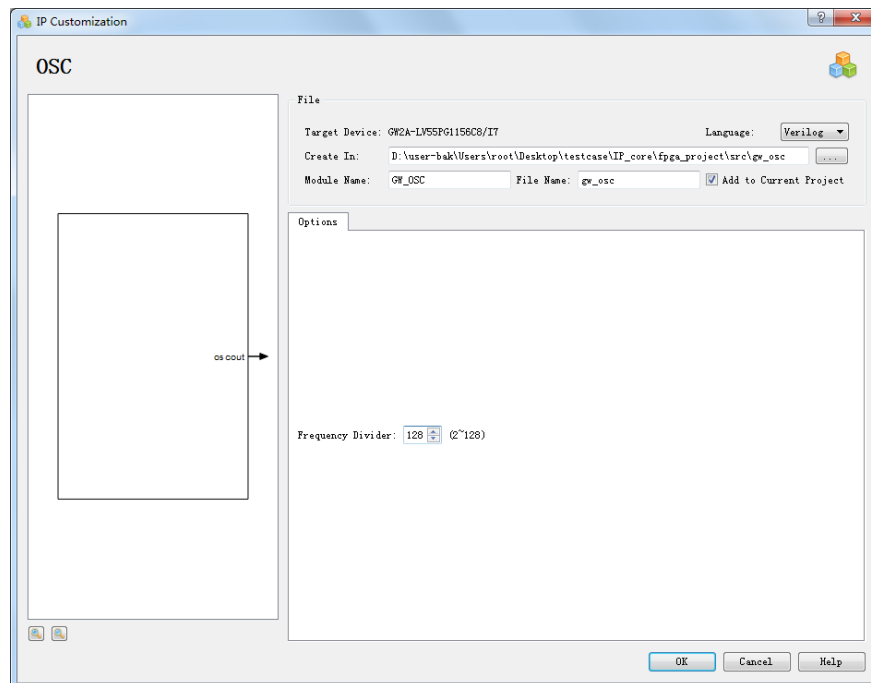 IP Customization
OSC
File
Target Device: GW2A-LV55PG1156C8/I7 Language: Verilog
Create In: D:\user-bak\Users\root\Desktop\testcase\IP_core\fpga_project\src\gw_osc ...
Module Name: GW_OSC File Name: gw_osc Add to Current Project
Options
oscout
Frequency Divider: 128 (2~128)
OK Cancel Help